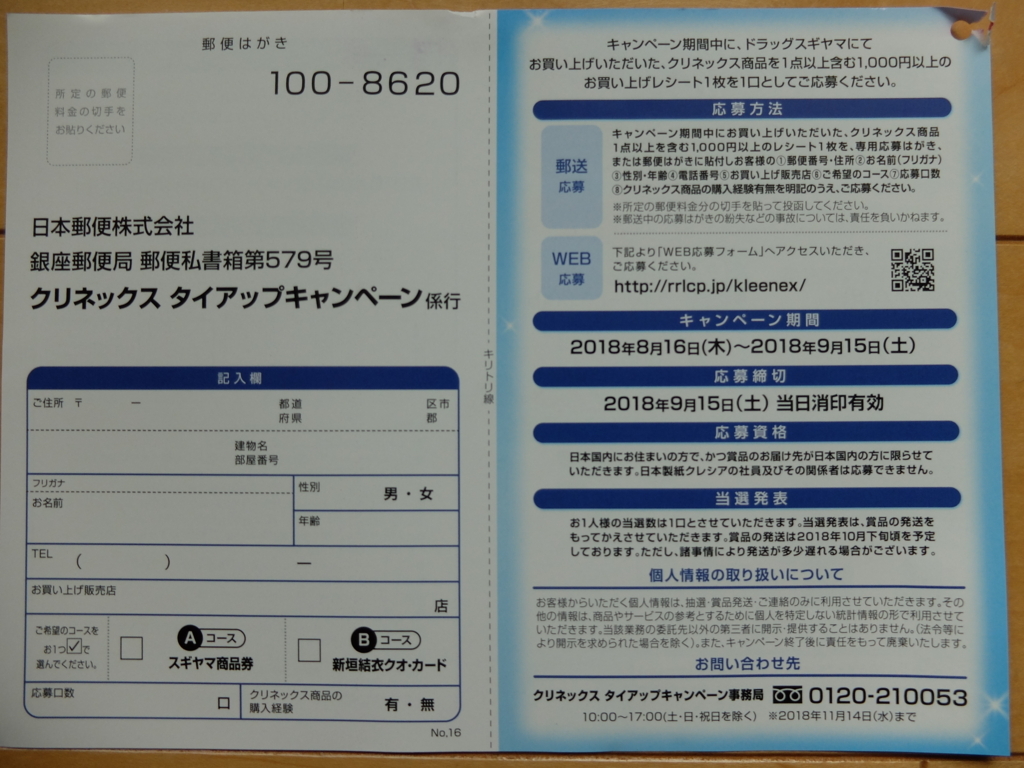 郵便はがき
100-8620
所定の郵便
料金の切手を
お貼りください
日本郵便株式会社
銀座郵便局 郵便私書箱第579号
クリネックス タイアップキャンペーン係行
記入欄
ご住所 〒 ー 都道 府県 区市 郡
建物名
部屋番号
フリガナ
お名前
性別 男・女
年齢
TEL ( ) ー
お買い上げ販売店
店
ご希望のコースを
お1つ☑で
選んでください。
A コース
スギヤマ商品券
B コース
新垣結衣クオ・カード
応募口数 口
クリネックス商品の
購入経験 有・無
No.16
キリトリ線
キャンペーン期間中に、ドラッグスギヤマにて
お買い上げいただいた、クリネックス商品を1点以上含む1,000円以上の
お買い上げレシート1枚を1口としてご応募ください。
応募方法
郵送
応募
キャンペーン期間中にお買い上げいただいた、クリネックス商品
1点以上を含む1,000円以上のレシート1枚を、専用応募はがき、
または郵便はがきに貼付しお客様の①郵便番号・住所②お名前(フリガナ)
③性別・年齢④電話番号⑤お買い上げ販売店⑥ご希望のコース⑦応募口数
⑧クリネックス商品の購入経験有無を明記のうえ、ご応募ください。
※所定の郵便料金分の切手を貼って投函してください。
※郵送中の応募はがきの紛失などの事故については、責任を負いかねます。
WEB
応募
下記より「WEB応募フォーム」へアクセスいただき、
ご応募ください。
http://rrlcp.jp/kleenex/
キャンペーン期間
2018年8月16日(木)〜2018年9月15日(土)
応募締切
2018年9月15日(土) 当日消印有効
応募資格
日本国内にお住まいの方で、かつ賞品のお届け先が日本国内の方に限らせて
いただきます。日本製紙クレシアの社員及びその関係者は応募できません。
当選発表
お1人様の当選数は1口とさせていただきます。当選発表は、賞品の発送を
もってかえさせていただきます。賞品の発送は2018年10月下旬頃を予定
しております。ただし、諸事情により発送が多少遅れる場合がございます。
個人情報の取り扱いについて
お客様からいただく個人情報は、抽選・賞品発送・ご連絡のみに利用させていただきます。その
他の情報は、商品やサービスの参考とするために個人を特定しない統計情報の形で利用させて
いただきます。当該業務の委託先以外の第三者に開示・提供することはありません。(法令等に
より開示を求められた場合を除く)。また、キャンペーン終了後に責任をもって廃棄いたします。
お問い合わせ先
クリネックス タイアップキャンペーン事務局 0120-210053
10:00〜17:00(土・日・祝日を除く) ※2018年11月14日(水)まで